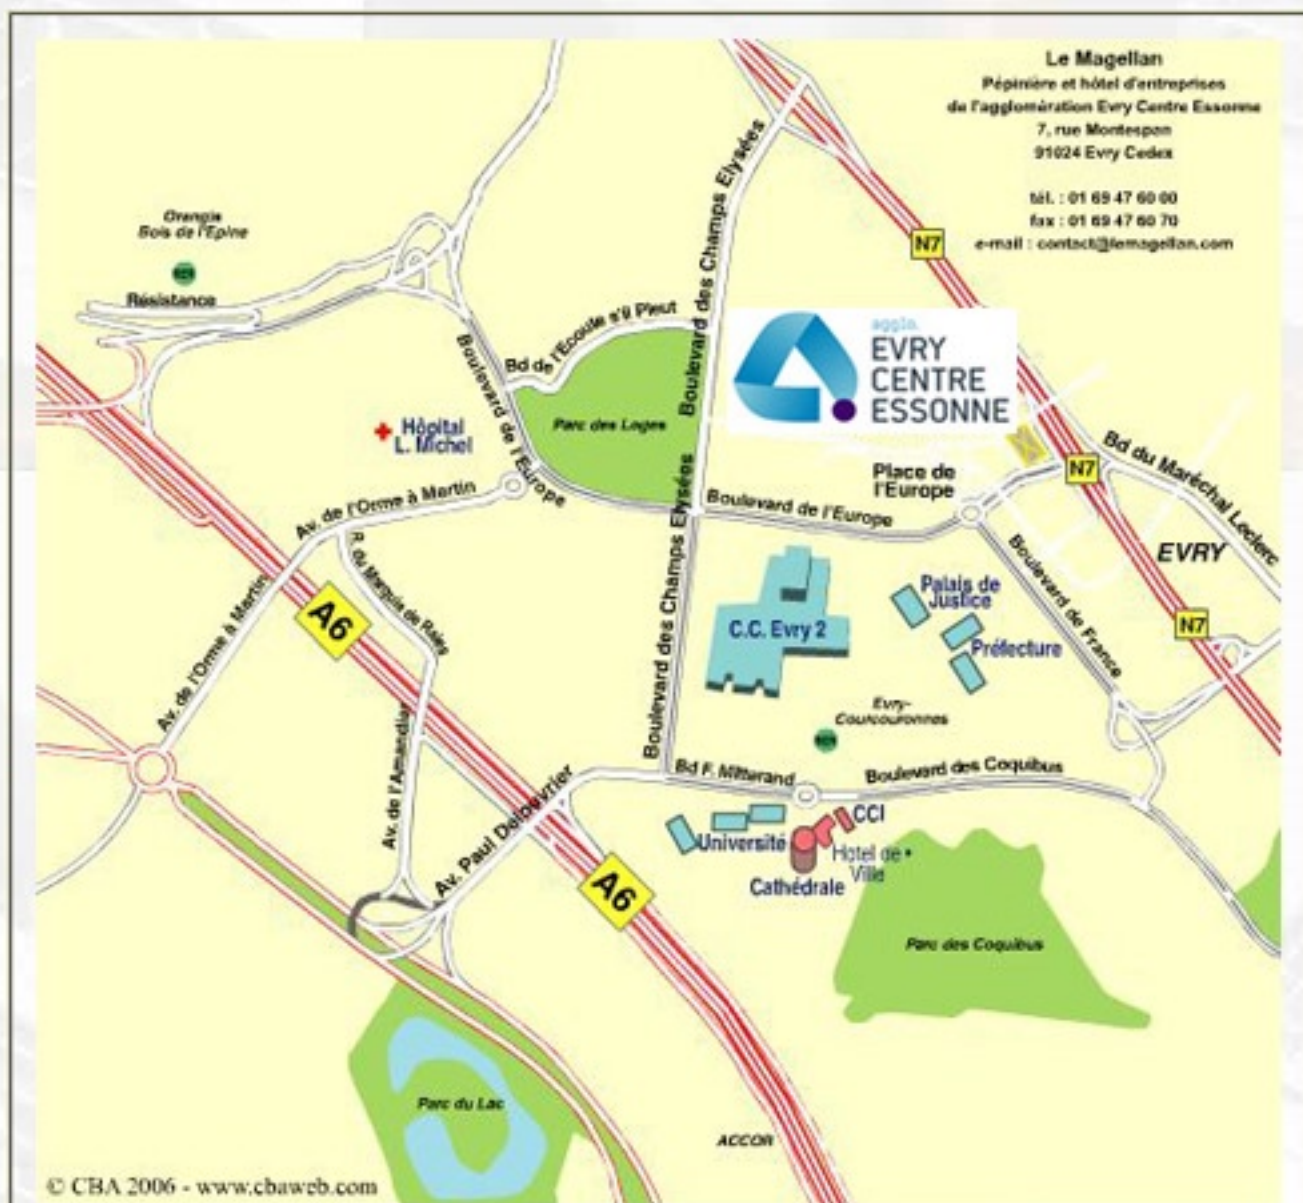 Le Magellan
Pépinière et hôtel d'entreprises
de l'agglomération Evry Centre Essonne
7, rue Montespan
91024 Evry Cedex
tél. : 01 69 47 60 00
fax : 01 69 47 60 70
e-mail : contact@lemagellan.com
Boulevard des Champs Elysées
Orangis
Bois de l'Epine
N7
Résistance
Bd de l'Ecoute s'il Pleut
Boulevard des Champs Elysées
agglo.
EVRY
CENTRE
ESSONNE
Boulevard de l'Europe
Parc des Loges
Hôpital
L. Michel
Place de
l'Europe
N7
Bd du Maréchal Leclerc
Av. de l'Orme à Martin
Boulevard de l'Europe
EVRY
R. du Marquis de Raies
Boulevard des Champs Elysées
Palais de
Justice
Boulevard de France
A6
C.C. Evry 2
N7
Préfecture
Av. de l'Orme à Martin
Evry-
Courcouronnes
Av. de l'Amandier
Bd F. Mitterand
Boulevard des Coquibus
Av. Paul Delouvrier
Université
CCI
Hotel de
Ville
Cathédrale
A6
Parc des Coquibus
Parc du Lac
ACCOR
© CBA 2006 - www.cbaweb.com